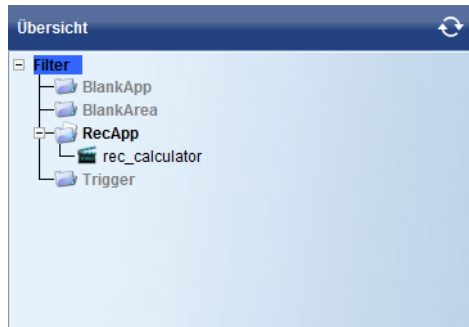 Übersicht
Filter
BlankApp
BlankArea
RecApp
rec_calculator
Trigger